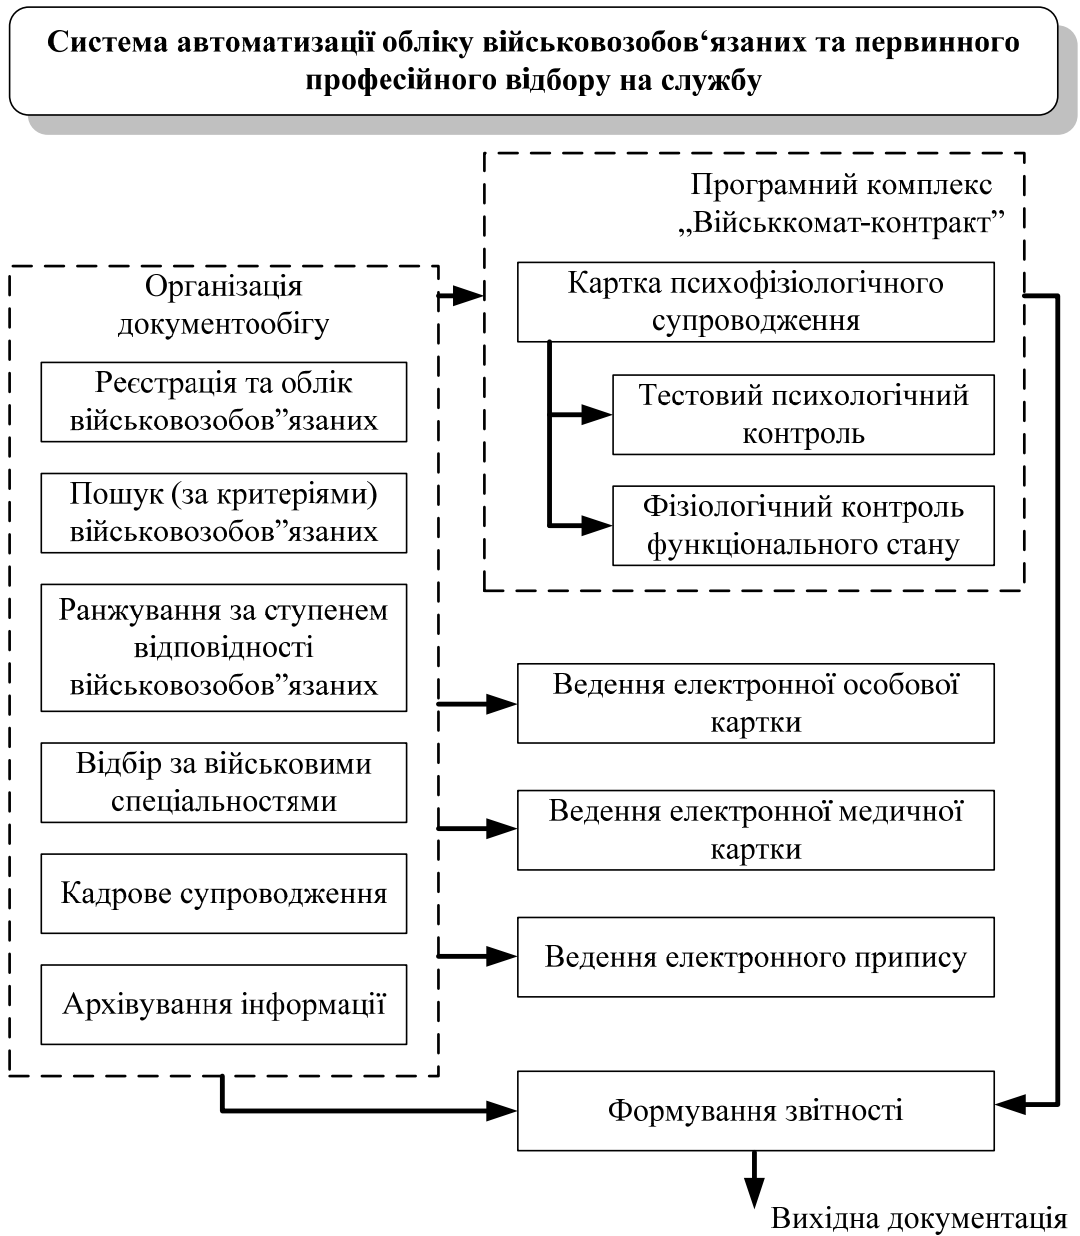 Система автоматизації обліку військовозобов‘язаних та первинного
професійного відбору на службу
Програмний комплекс
„Військкомат-контракт”
Картка психофізіологічного
супроводження
Тестовий психологічний
контроль
Фізіологічний контроль
функціонального стану
Організація
документообігу
Реєстрація та облік
військовозобов”язаних
Пошук (за критеріями)
військовозобов”язаних
Ранжування за ступенем
відповідності
військовозобов”язаних
Відбір за військовими
спеціальностями
Кадрове супроводження
Архівування інформації
Ведення електронної особової
картки
Ведення електронної медичної
картки
Ведення електронного припису
Формування звітності
Вихідна документація